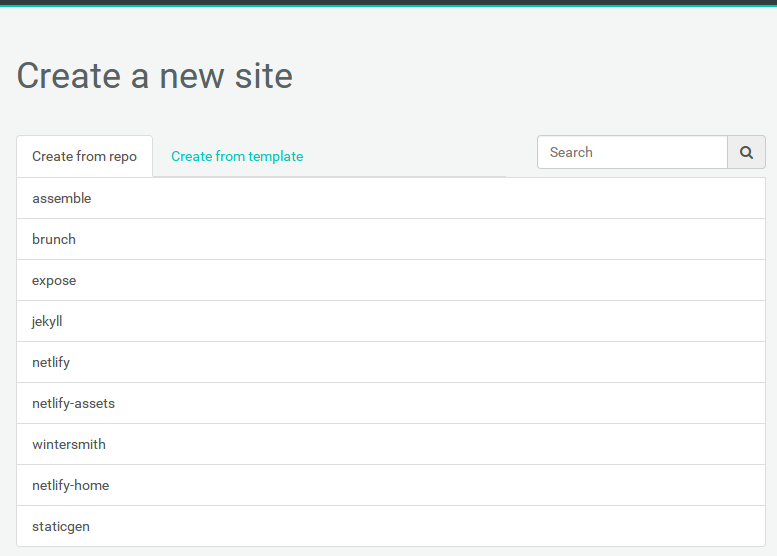 Create a new site
Create from repo
Create from template
Search
assemble
brunch
expose
jekyll
netlify
netlify-assets
wintersmith
netlify-home
staticgen